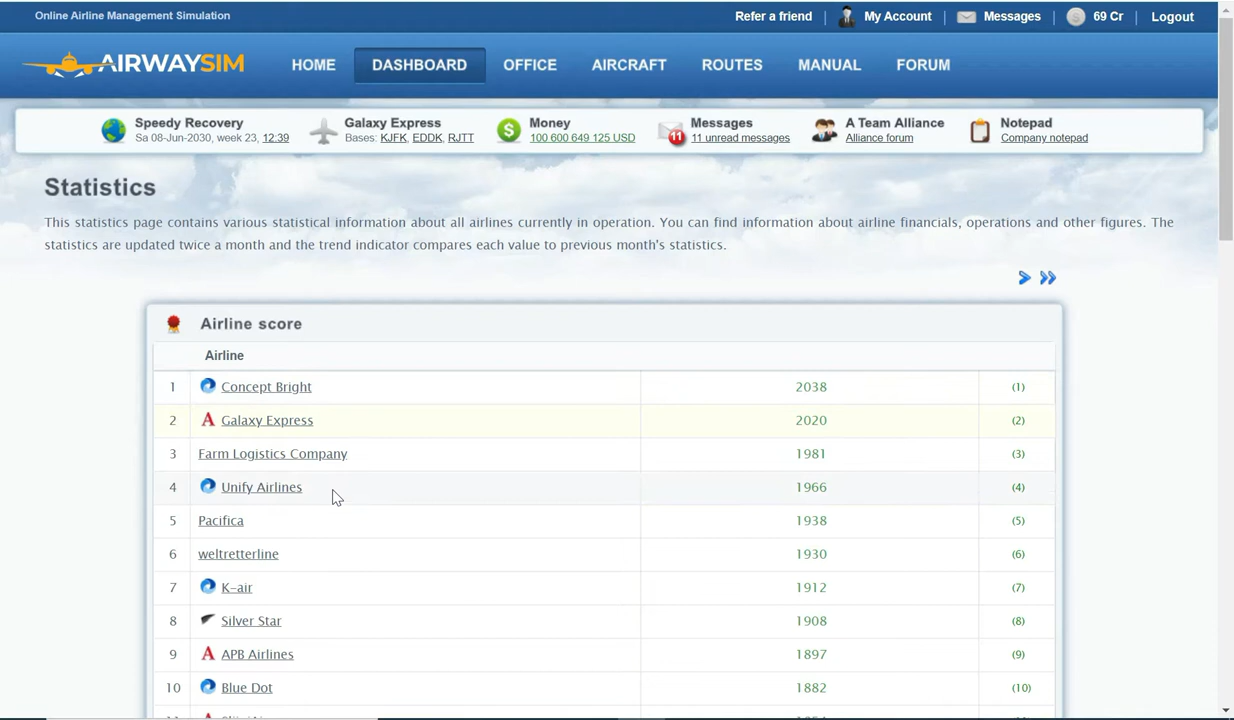 Online Airline Management Simulation
Refer a friend | My Account | Messages | 69 Cr | Logout
AIRWAYSIM HOME DASHBOARD OFFICE AIRCRAFT ROUTES MANUAL FORUM
Speedy Recovery
Sa 08-Jun-2030, week 23, 12:39
Galaxy Express
Bases: KJFK, EDDK, RJTT
Money
100 600 649 125 USD
11
Messages
11 unread messages
A Team Alliance
Alliance forum
Notepad
Company notepad
Statistics
This statistics page contains various statistical information about all airlines currently in operation. You can find information about airline financials, operations and other figures. The
statistics are updated twice a month and the trend indicator compares each value to previous month's statistics.
Airline score
Airline
1 Concept Bright 2038 (1)
2 A Galaxy Express 2020 (2)
3 Farm Logistics Company 1981 (3)
4 Unify Airlines 1966 (4)
5 Pacifica 1938 (5)
6 weltretterline 1930 (6)
7 K-air 1912 (7)
8 Silver Star 1908 (8)
9 A APB Airlines 1897 (9)
10 Blue Dot 1882 (10)